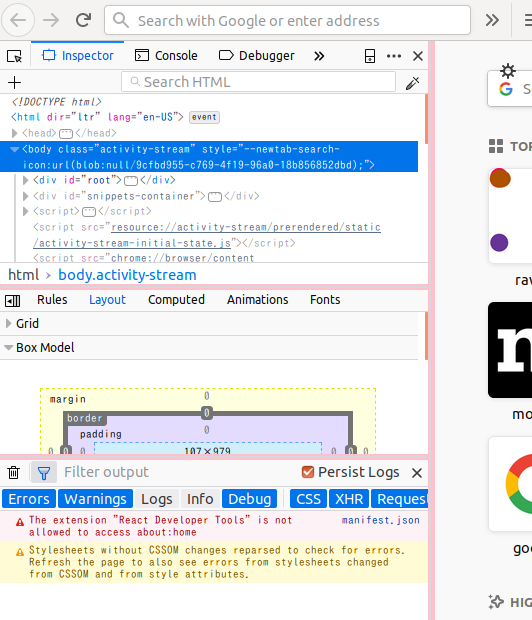 Search with Google or enter address
Inspector Console Debugger
Search HTML
<!DOCTYPE html>
<html dir="ltr" lang="en-US"> event
<head> </head>
<body class="activity-stream" style="--newtab-search-
icon:url(blob:null/9cfbd955-c769-4f19-96a0-18b856852dbd);">
<div id="root"> </div>
<div id="snippets-container"> </div>
<script> </script>
<script src="resource://activity-stream/prerendered/static
/activity-stream-initial-state.js"></script>
<script src="chrome://browser/content
html › body.activity-stream
Rules Layout Computed Animations Fonts
Grid
Box Model
margin 0
border 0
padding 0
0 0 107×979 0 0
Filter output Persist Logs
Errors Warnings Logs Info Debug CSS XHR Request
The extension "React Developer Tools" is not manifest.json
allowed to access about:home
Stylesheets without CSSOM changes reparsed to check for errors.
Refresh the page to also see errors from stylesheets changed
from CSSOM and from style attributes.
S
TOP
ra
mo
goo
HIG